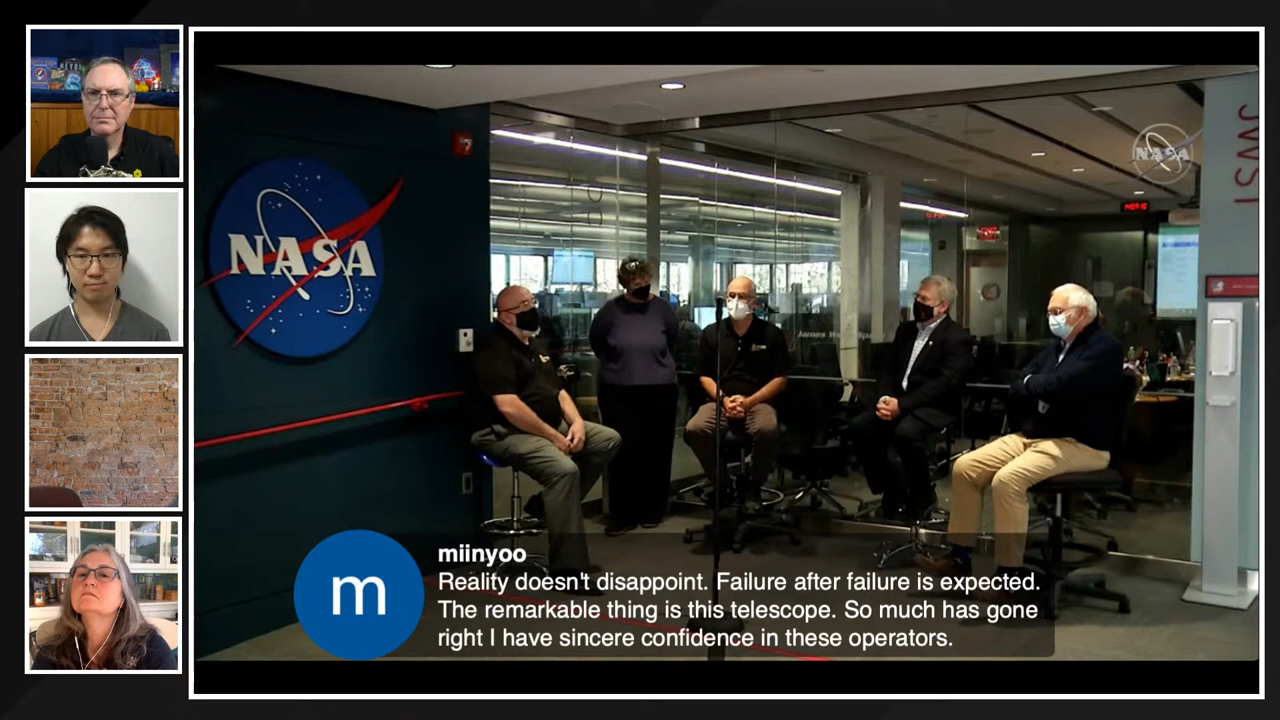 NASA
NASA
JWST
James W
miinyoo
Reality doesn't disappoint. Failure after failure is expected.
The remarkable thing is this telescope. So much has gone
right I have sincere confidence in these operators.
m